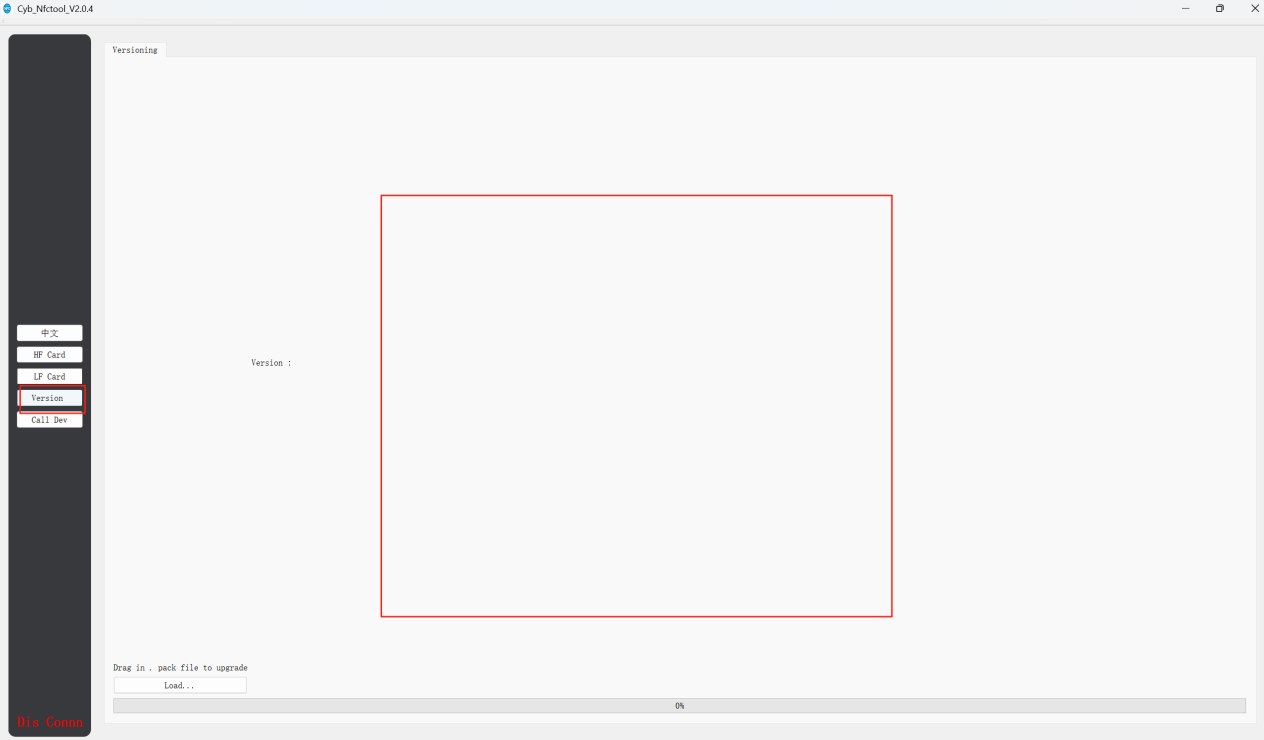 Cyb_Nfctool_V2.0.4
Versioning
中文
HF Card
LF Card
Version
Call Dev
Version :
Drag in . pack file to upgrade
Load...
0%
Dis Connn